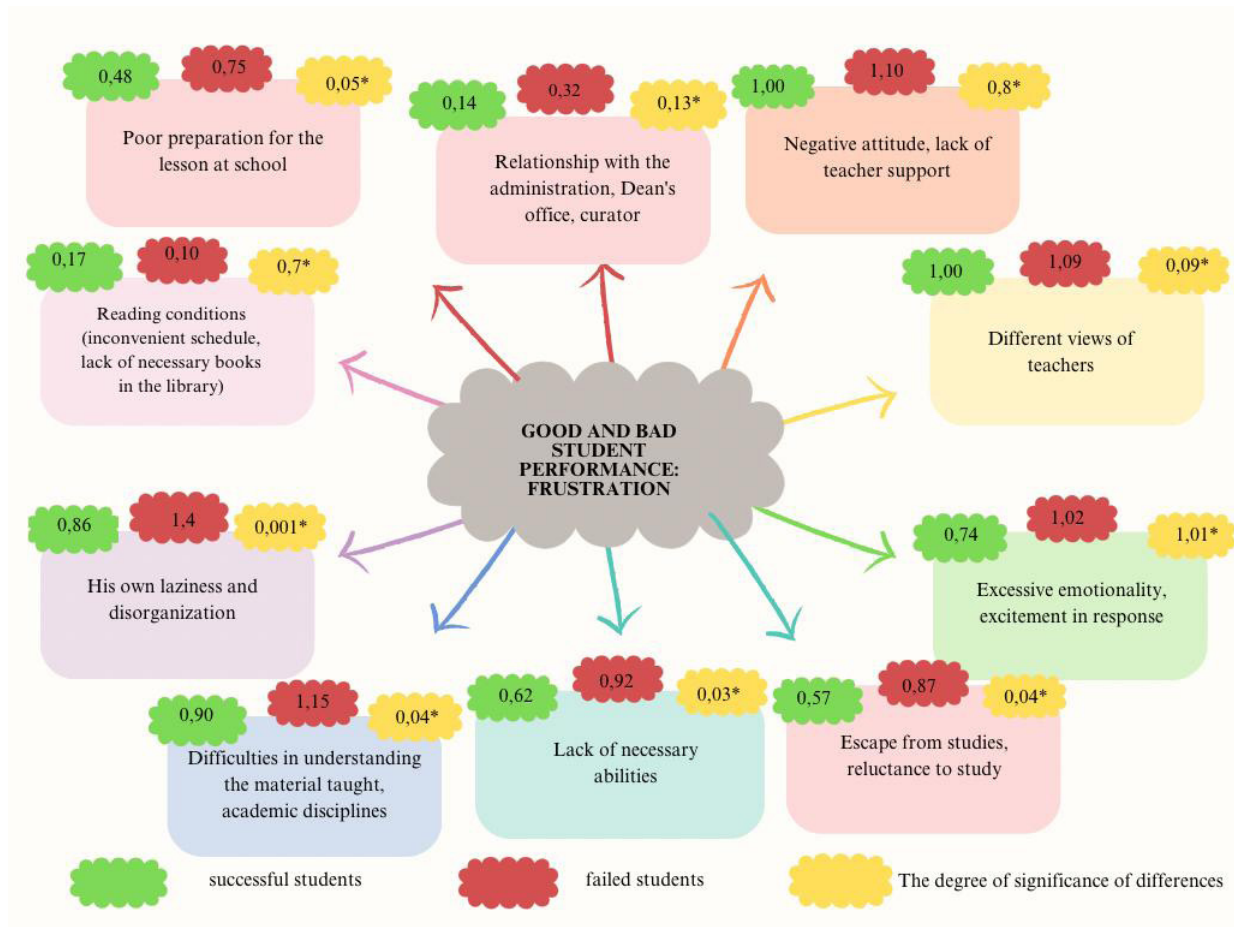 0,48
0,75
0,05*
Poor preparation for the
lesson at school
0,14
0,32
0,13*
Relationship with the
administration, Dean's
office, curator
1,00
1,10
0,8*
Negative attitude, lack of
teacher support
0,17
0,10
0,7*
Reading conditions
(inconvenient schedule,
lack of necessary books
in the library)
1,00
1,09
0,09*
Different views of
teachers
GOOD AND BAD
STUDENT
PERFORMANCE:
FRUSTRATION
0,86
1,4
0,001*
His own laziness and
disorganization
0,74
1,02
1,01*
Excessive emotionality,
excitement in response
0,90
1,15
0,04*
Difficulties in understanding
the material taught,
academic disciplines
0,62
0,92
0,03*
Lack of necessary
abilities
0,57
0,87
0,04*
Escape from studies,
reluctance to study
successful students
failed students
The degree of significance of differences